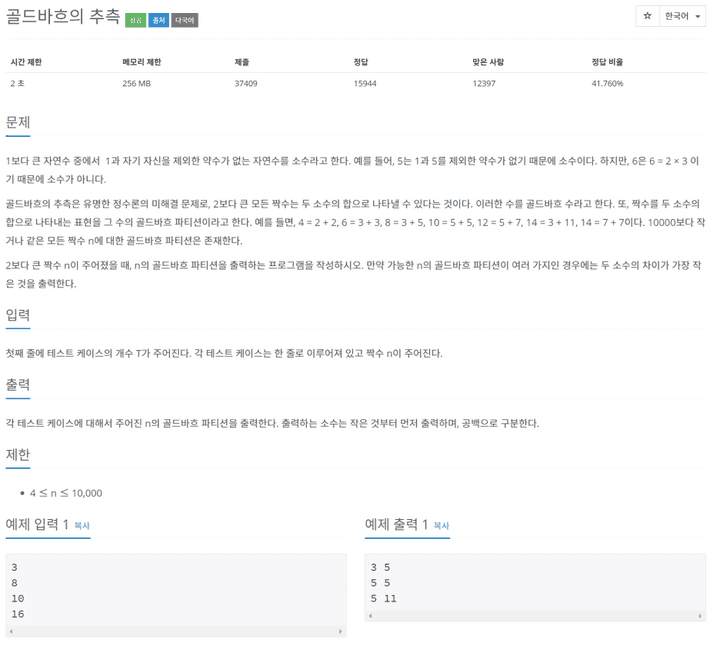 골드바흐의 추측 성공 출처 다국어
☆ 한국어
시간 제한 메모리 제한 제출 정답 맞은 사람 정답 비율
2 초 256 MB 37409 15944 12397 41.760%
문제
1보다 큰 자연수 중에서  1과 자기 자신을 제외한 약수가 없는 자연수를 소수라고 한다. 예를 들어, 5는 1과 5를 제외한 약수가 없기 때문에 소수이다. 하지만, 6은 6 = 2 × 3 이
기 때문에 소수가 아니다.
골드바흐의 추측은 유명한 정수론의 미해결 문제로, 2보다 큰 모든 짝수는 두 소수의 합으로 나타낼 수 있다는 것이다. 이러한 수를 골드바흐 수라고 한다. 또, 짝수를 두 소수의
합으로 나타내는 표현을 그 수의 골드바흐 파티션이라고 한다. 예를 들면, 4 = 2 + 2, 6 = 3 + 3, 8 = 3 + 5, 10 = 5 + 5, 12 = 5 + 7, 14 = 3 + 11, 14 = 7 + 7이다. 10000보다 작
거나 같은 모든 짝수 n에 대한 골드바흐 파티션은 존재한다.
2보다 큰 짝수 n이 주어졌을 때, n의 골드바흐 파티션을 출력하는 프로그램을 작성하시오. 만약 가능한 n의 골드바흐 파티션이 여러 가지인 경우에는 두 소수의 차이가 가장 작
은 것을 출력한다.
입력
첫째 줄에 테스트 케이스의 개수 T가 주어진다. 각 테스트 케이스는 한 줄로 이루어져 있고 짝수 n이 주어진다.
출력
각 테스트 케이스에 대해서 주어진 n의 골드바흐 파티션을 출력한다. 출력하는 소수는 작은 것부터 먼저 출력하며, 공백으로 구분한다.
제한
• 4 ≤ n ≤ 10,000
예제 입력 1 복사
3
8
10
16
예제 출력 1 복사
3 5
5 5
5 11